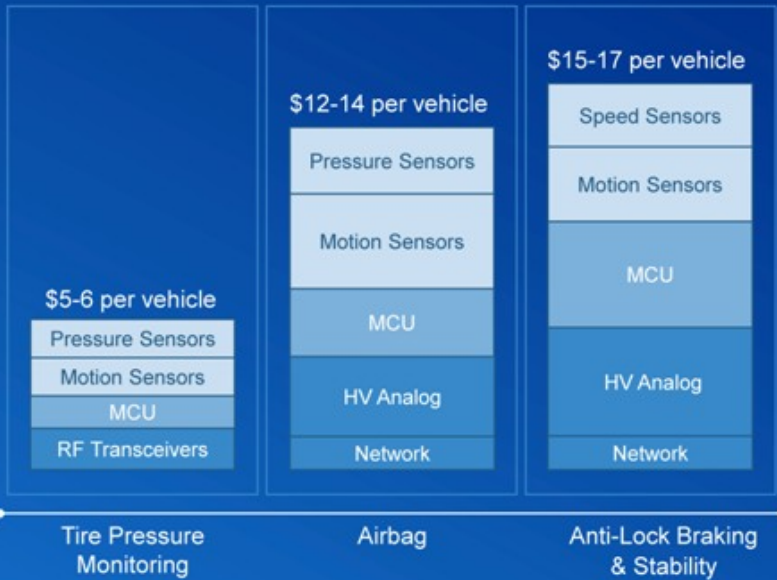 $5-6 per vehicle
Pressure Sensors
Motion Sensors
MCU
RF Transceivers
Tire Pressure
Monitoring
$12-14 per vehicle
Pressure Sensors
Motion Sensors
MCU
HV Analog
Network
Airbag
$15-17 per vehicle
Speed Sensors
Motion Sensors
MCU
HV Analog
Network
Anti-Lock Braking
& Stability